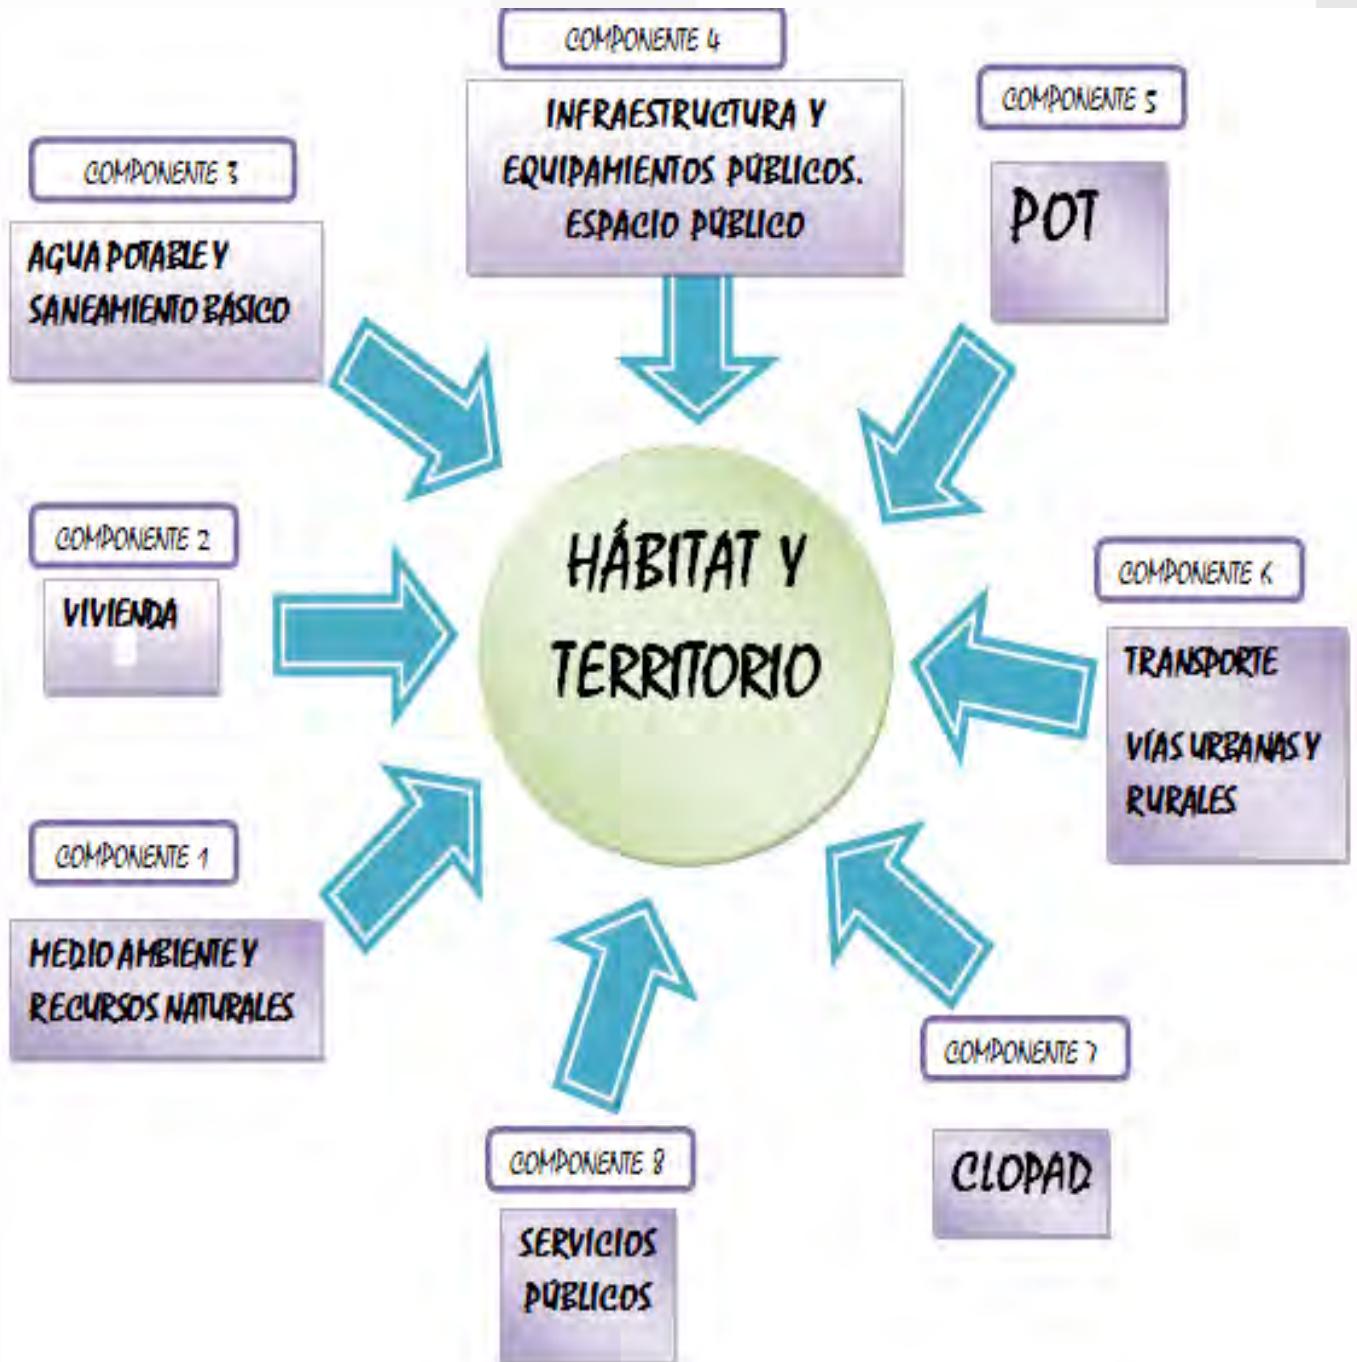 COMPONENTE 4
INFRAESTRUCTURA Y
EQUIPAMIENTOS PÚBLICOS.
ESPACIO PÚBLICO
COMPONENTE 5
POT
COMPONENTE 3
AGUA POTABLE Y
SANEAMIENTO BÁSICO
COMPONENTE 2
VIVIENDA
HÁBITAT Y
TERRITORIO
COMPONENTE 6
TRANSPORTE
VÍAS URBANAS Y
RURALES
COMPONENTE 1
MEDIO AMBIENTE Y
RECURSOS NATURALES
COMPONENTE 7
CLOPAD
COMPONENTE 8
SERVICIOS
PÚBLICOS